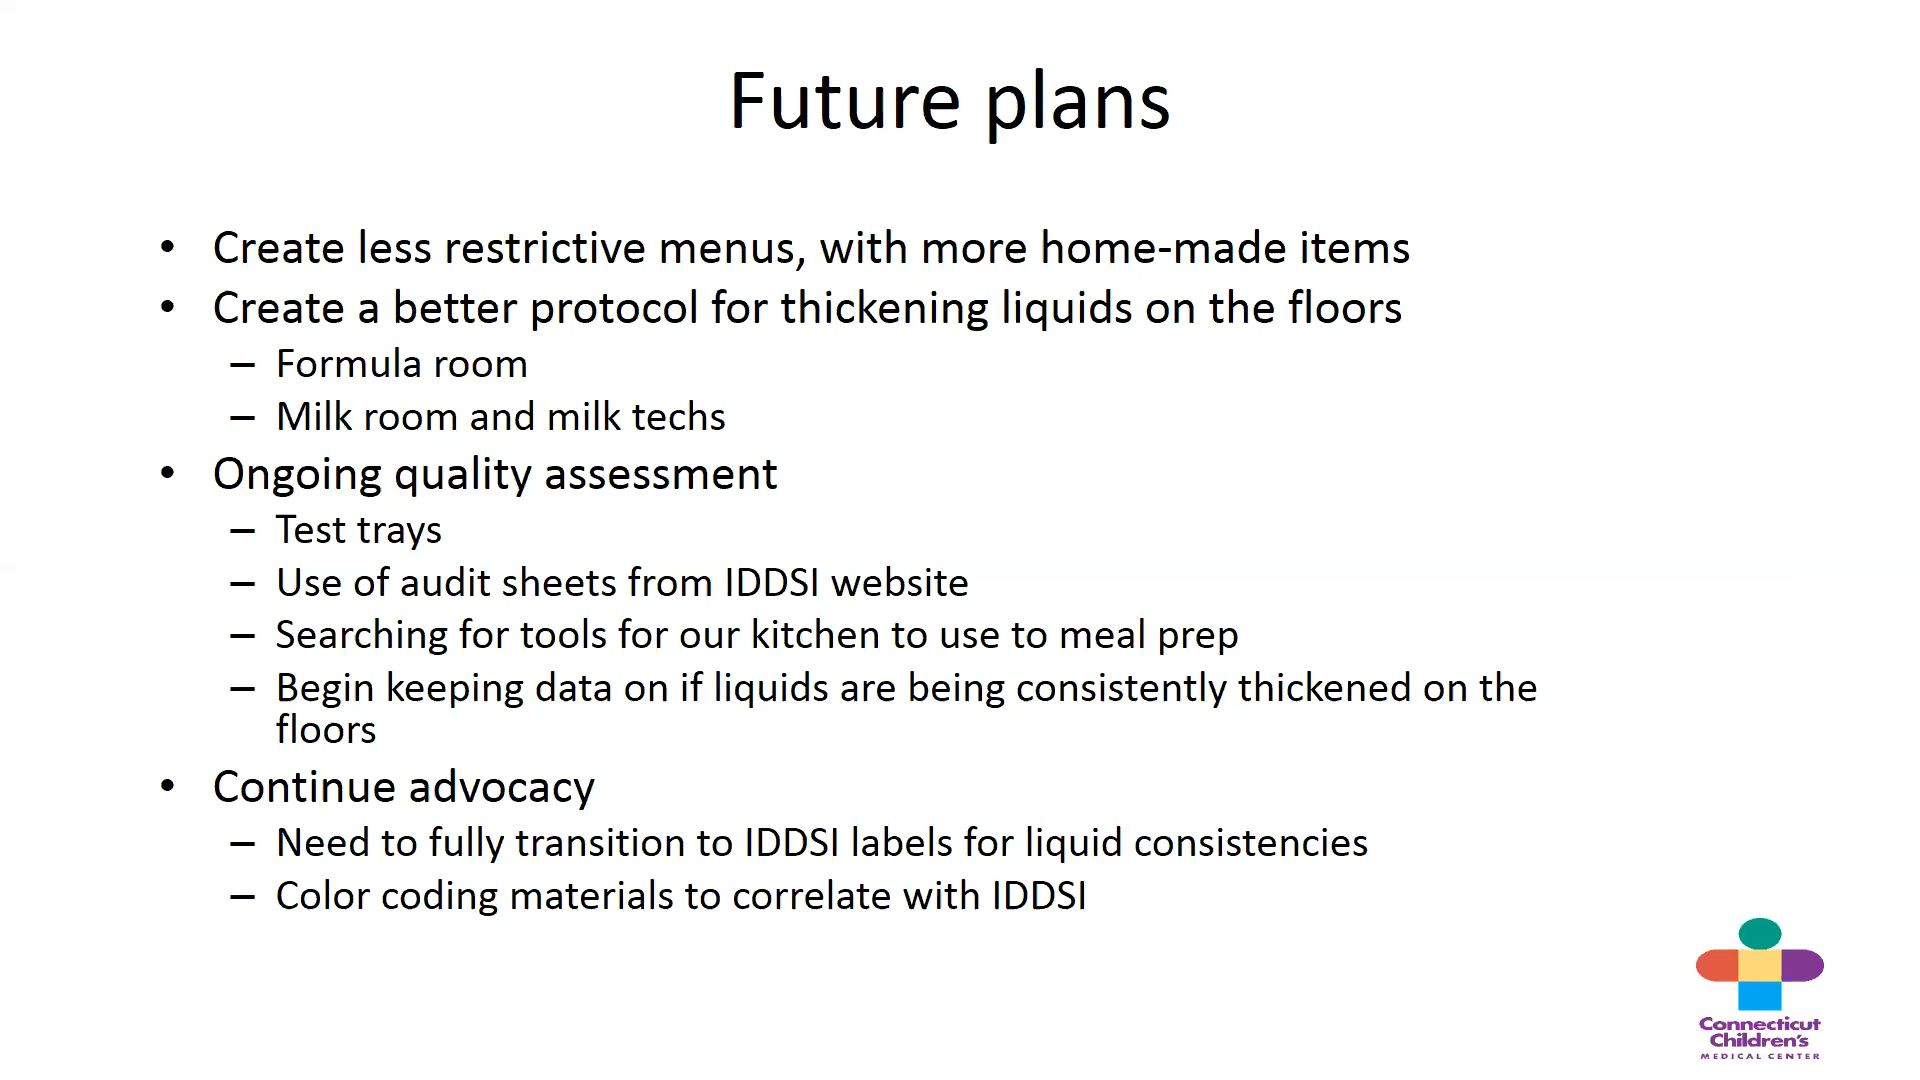 Future plans
• Create less restrictive menus, with more home-made items
• Create a better protocol for thickening liquids on the floors
– Formula room
– Milk room and milk techs
• Ongoing quality assessment
– Test trays
– Use of audit sheets from IDDSI website
– Searching for tools for our kitchen to use to meal prep
– Begin keeping data on if liquids are being consistently thickened on the
floors
• Continue advocacy
– Need to fully transition to IDDSI labels for liquid consistencies
– Color coding materials to correlate with IDDSI
Connecticut
Children's
MEDICAL CENTER